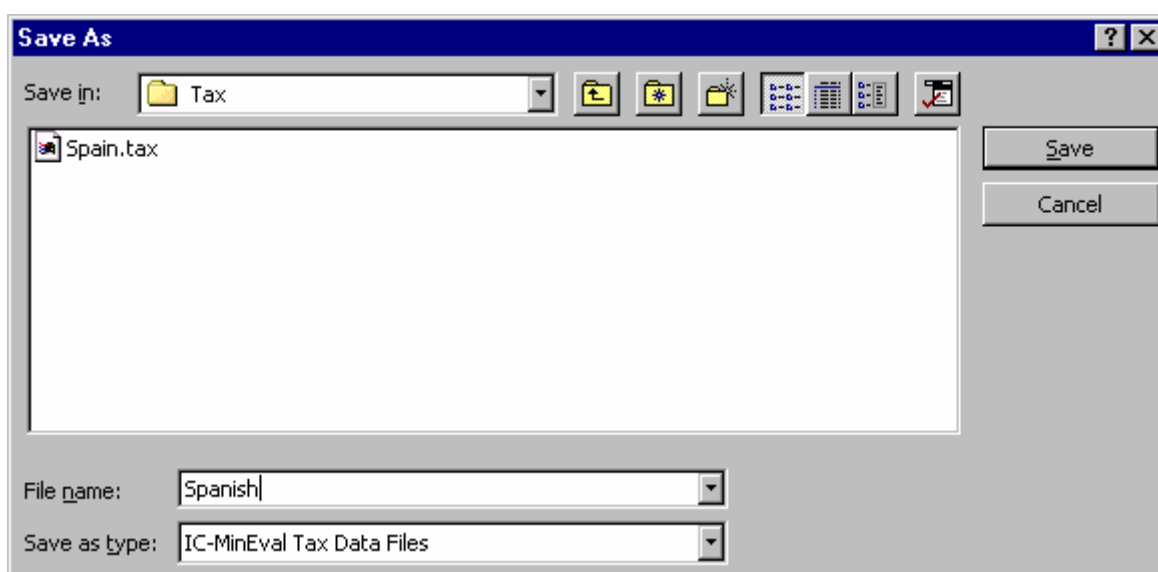 Save As
Save in: Tax
Spain.tax
Save
Cancel
File name: Spanish
Save as type: IC-MinEval Tax Data Files